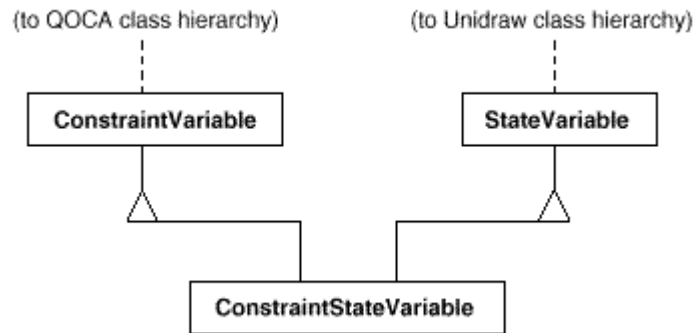 (to QOCA class hierarchy)
(to Unidraw class hierarchy)
ConstraintVariable
StateVariable
ConstraintStateVariable